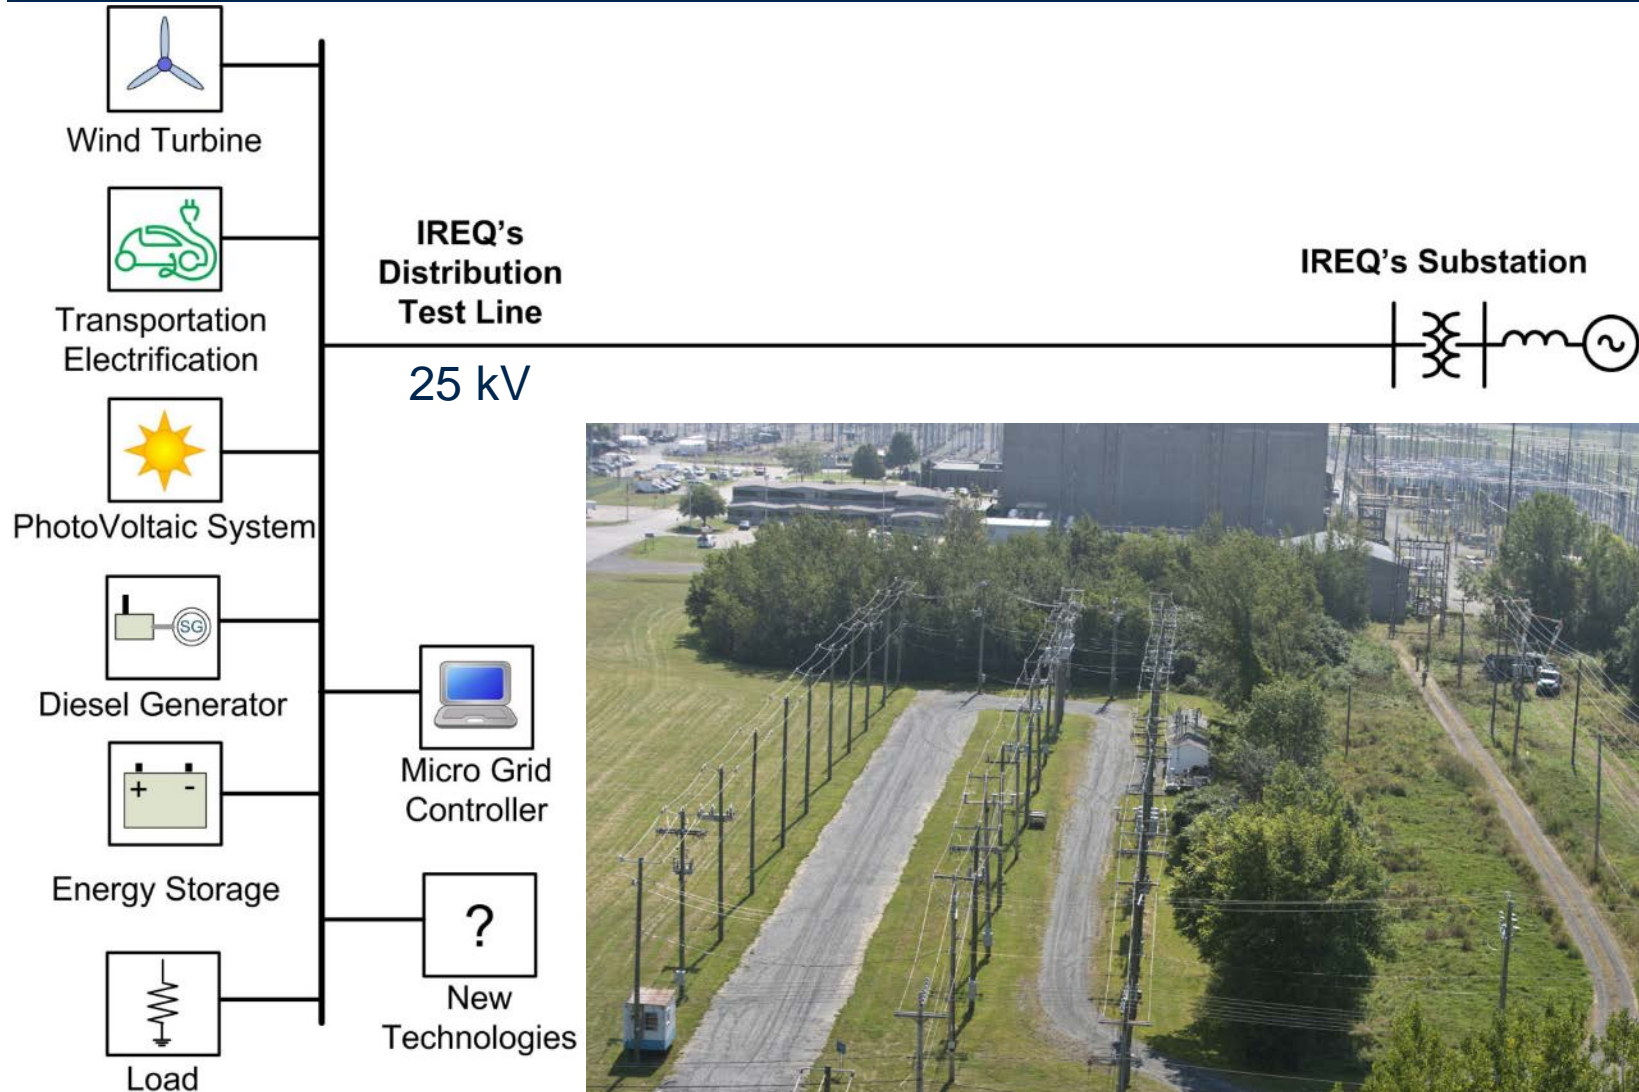 Wind Turbine
Transportation
Electrification
PhotoVoltaic System
SG
Diesel Generator
+ -
Energy Storage
Load
IREQ's
Distribution
Test Line
25 kV
IREQ's Substation
Micro Grid
Controller
?
New
Technologies